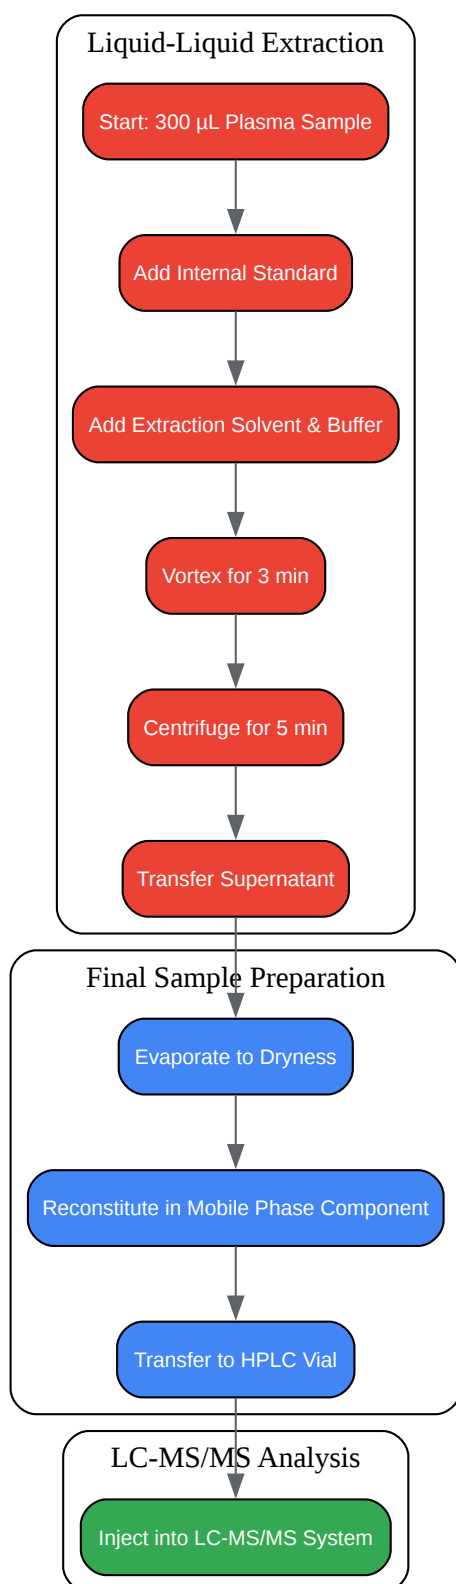 Liquid-Liquid Extraction
Start: 300 µL Plasma Sample
Add Internal Standard
Add Extraction Solvent & Buffer
Vortex for 3 min
Centrifuge for 5 min
Transfer Supernatant
Final Sample Preparation
Evaporate to Dryness
Reconstitute in Mobile Phase Component
Transfer to HPLC Vial
LC-MS/MS Analysis
Inject into LC-MS/MS System